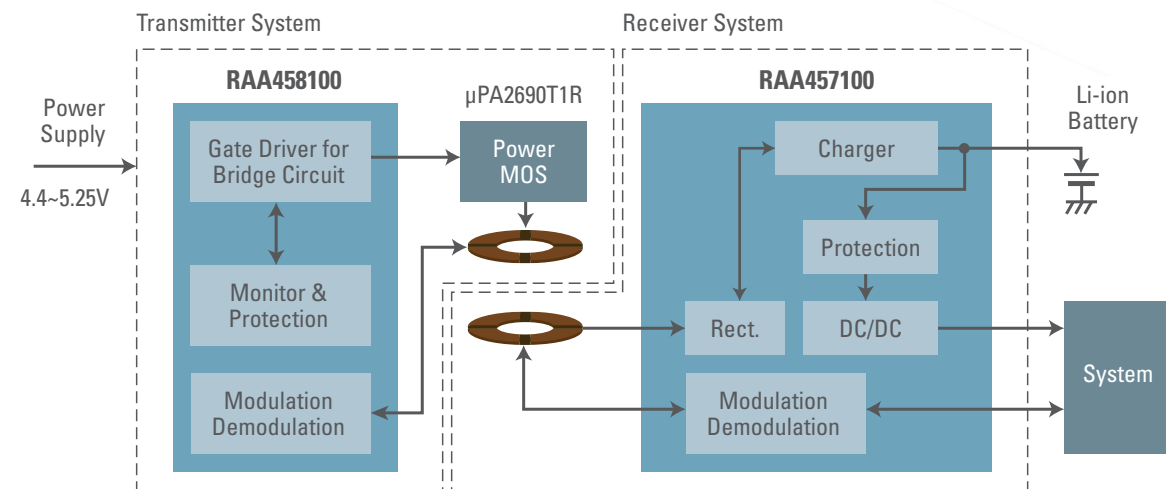 Transmitter System
Receiver System
RAA458100
µPA2690T1R
RAA457100
Power
Supply
4.4~5.25V
Gate Driver for
Bridge Circuit
Power
MOS
Monitor &
Protection
Modulation
Demodulation
Charger
Li-ion
Battery
Protection
Rect.
DC/DC
Modulation
Demodulation
System